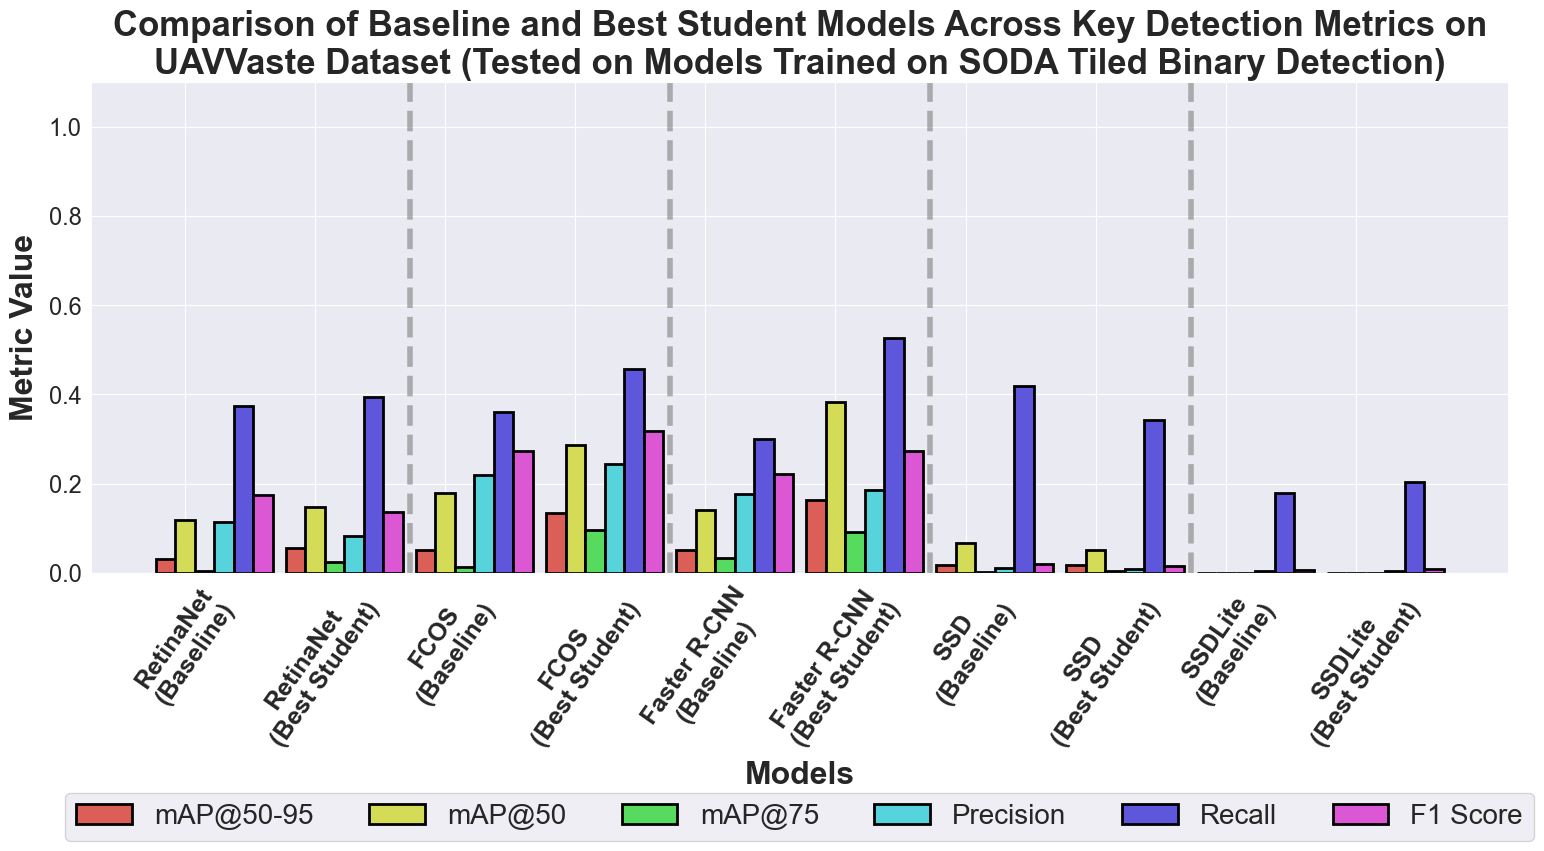 Comparison of Baseline and Best Student Models Across Key Detection Metrics on
UAVVaste Dataset (Tested on Models Trained on SODA Tiled Binary Detection)
Metric Value
1.0
0.8
0.6
0.4
0.2
0.0
RetinaNet
(Baseline)
RetinaNet
(Best Student)
FCOS
(Baseline)
FCOS
(Best Student)
Faster R-CNN
(Baseline)
Faster R-CNN
(Best Student)
SSD
(Baseline)
SSD
(Best Student)
SSDLite
(Baseline)
SSDLite
(Best Student)
Models
mAP@50-95 mAP@50 mAP@75 Precision Recall F1 Score